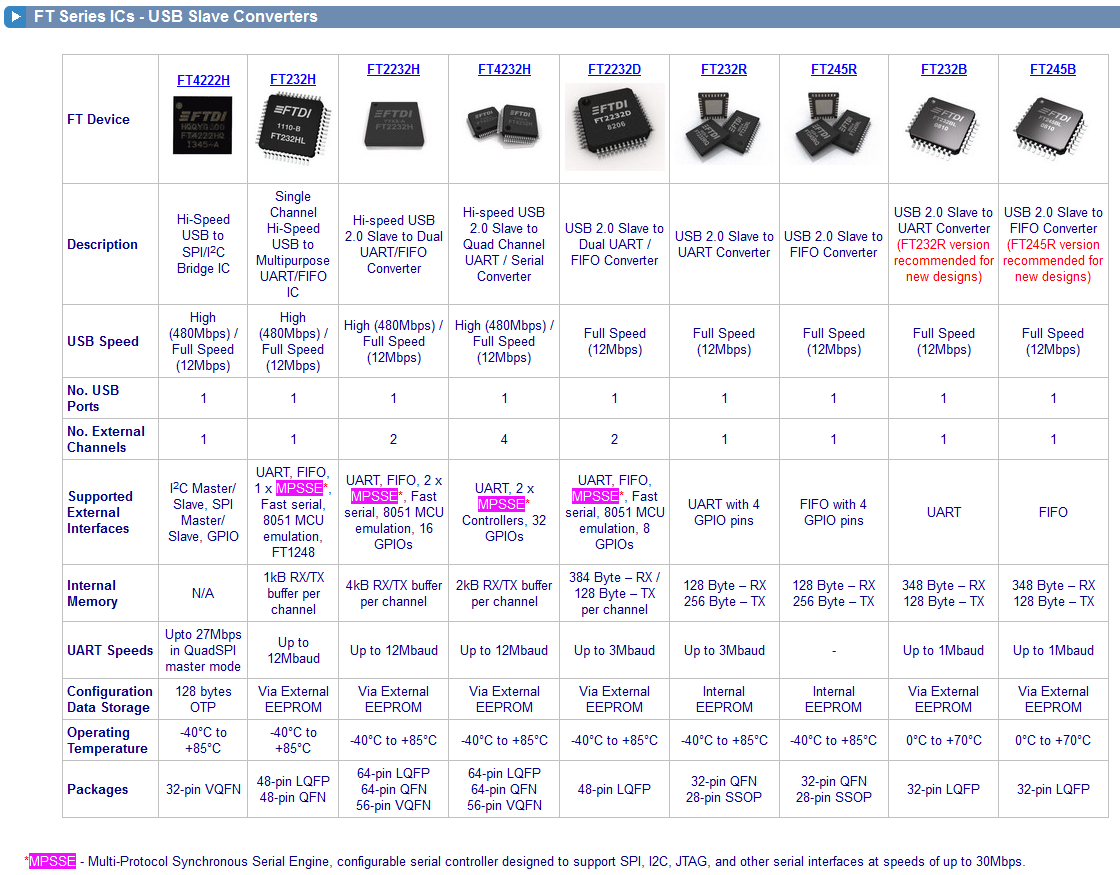 FT Series ICs - USB Slave Converters
FT Device
FT4222H
FT232H
FT2232H
FT4232H
FT2232D
FT232R
FT245R
FT232B
FT245B
FTDI
FT4222HQ
1345-A
FTDI
1110-B
FT232HL
FTDI
FT2232H
FTDI
FTDI
FT2232D
8206
FTDI
FTDI
FTDI
0810
FTDI
0810
Description
Hi-Speed
USB to
SPI/I²C
Bridge IC
Single
Channel
Hi-Speed
USB to
Multipurpose
UART/FIFO
IC
Hi-speed USB
2.0 Slave to Dual
UART/FIFO
Converter
Hi-speed USB
2.0 Slave to
Quad Channel
UART / Serial
Converter
USB 2.0 Slave to
Dual UART /
FIFO Converter
USB 2.0 Slave to
UART Converter
USB 2.0 Slave to
FIFO Converter
USB 2.0 Slave to
UART Converter
(FT232R version
recommended for
new designs)
USB 2.0 Slave to
FIFO Converter
(FT245R version
recommended for
new designs)
USB Speed
High
(480Mbps) /
Full Speed
(12Mbps)
High
(480Mbps) /
Full Speed
(12Mbps)
High (480Mbps) /
Full Speed
(12Mbps)
High (480Mbps) /
Full Speed
(12Mbps)
Full Speed
(12Mbps)
Full Speed
(12Mbps)
Full Speed
(12Mbps)
Full Speed
(12Mbps)
Full Speed
(12Mbps)
No. USB
Ports
1
1
1
1
1
1
1
1
1
No. External
Channels
1
1
2
4
2
1
1
1
1
Supported
External
Interfaces
I²C Master/
Slave, SPI
Master/
Slave, GPIO
UART, FIFO,
1 x MPSSE*,
Fast serial,
8051 MCU
emulation,
FT1248
UART, FIFO, 2 x
MPSSE*, Fast
serial, 8051 MCU
emulation, 16
GPIOs
UART, 2 x
MPSSE*
Controllers, 32
GPIOs
UART, FIFO,
MPSSE*, Fast
serial, 8051 MCU
emulation, 8
GPIOs
UART with 4
GPIO pins
FIFO with 4
GPIO pins
UART
FIFO
Internal
Memory
N/A
1kB RX/TX
buffer per
channel
4kB RX/TX buffer
per channel
2kB RX/TX buffer
per channel
384 Byte – RX /
128 Byte – TX
per channel
128 Byte – RX
256 Byte – TX
128 Byte – RX
256 Byte – TX
348 Byte – RX
128 Byte – TX
348 Byte – RX
128 Byte – TX
UART Speeds
Upto 27Mbps
in QuadSPI
master mode
Up to
12Mbaud
Up to 12Mbaud
Up to 12Mbaud
Up to 3Mbaud
Up to 3Mbaud
-
Up to 1Mbaud
Up to 1Mbaud
Configuration
Data Storage
128 bytes
OTP
Via External
EEPROM
Via External
EEPROM
Via External
EEPROM
Via External
EEPROM
Internal
EEPROM
Internal
EEPROM
Via External
EEPROM
Via External
EEPROM
Operating
Temperature
-40°C to
+85°C
-40°C to
+85°C
-40°C to +85°C
-40°C to +85°C
-40°C to +85°C
-40°C to +85°C
-40°C to +85°C
0°C to +70°C
0°C to +70°C
Packages
32-pin VQFN
48-pin LQFP
48-pin QFN
64-pin LQFP
64-pin QFN
56-pin VQFN
64-pin LQFP
64-pin QFN
56-pin VQFN
48-pin LQFP
32-pin QFN
28-pin SSOP
32-pin QFN
28-pin SSOP
32-pin LQFP
32-pin LQFP
*MPSSE - Multi-Protocol Synchronous Serial Engine, configurable serial controller designed to support SPI, I2C, JTAG, and other serial interfaces at speeds of up to 30Mbps.